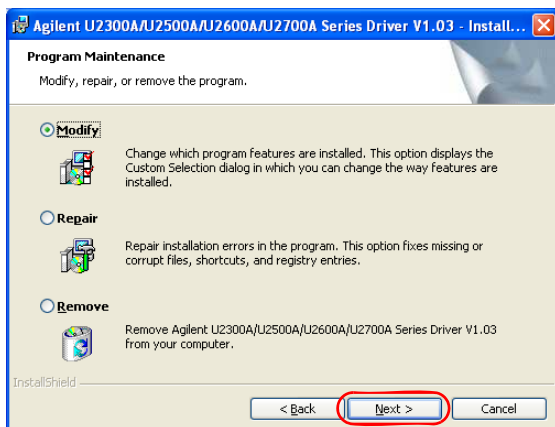 Agilent U2300A/U2500A/U2600A/U2700A Series Driver V1.03 - Install...
Program Maintenance
Modify, repair, or remove the program.
Modify
Change which program features are installed. This option displays the
Custom Selection dialog in which you can change the way features are
installed.
Repair
Repair installation errors in the program. This option fixes missing or
corrupt files, shortcuts, and registry entries.
Remove
Remove Agilent U2300A/U2500A/U2600A/U2700A Series Driver V1.03
from your computer.
InstallShield
< Back Next > Cancel